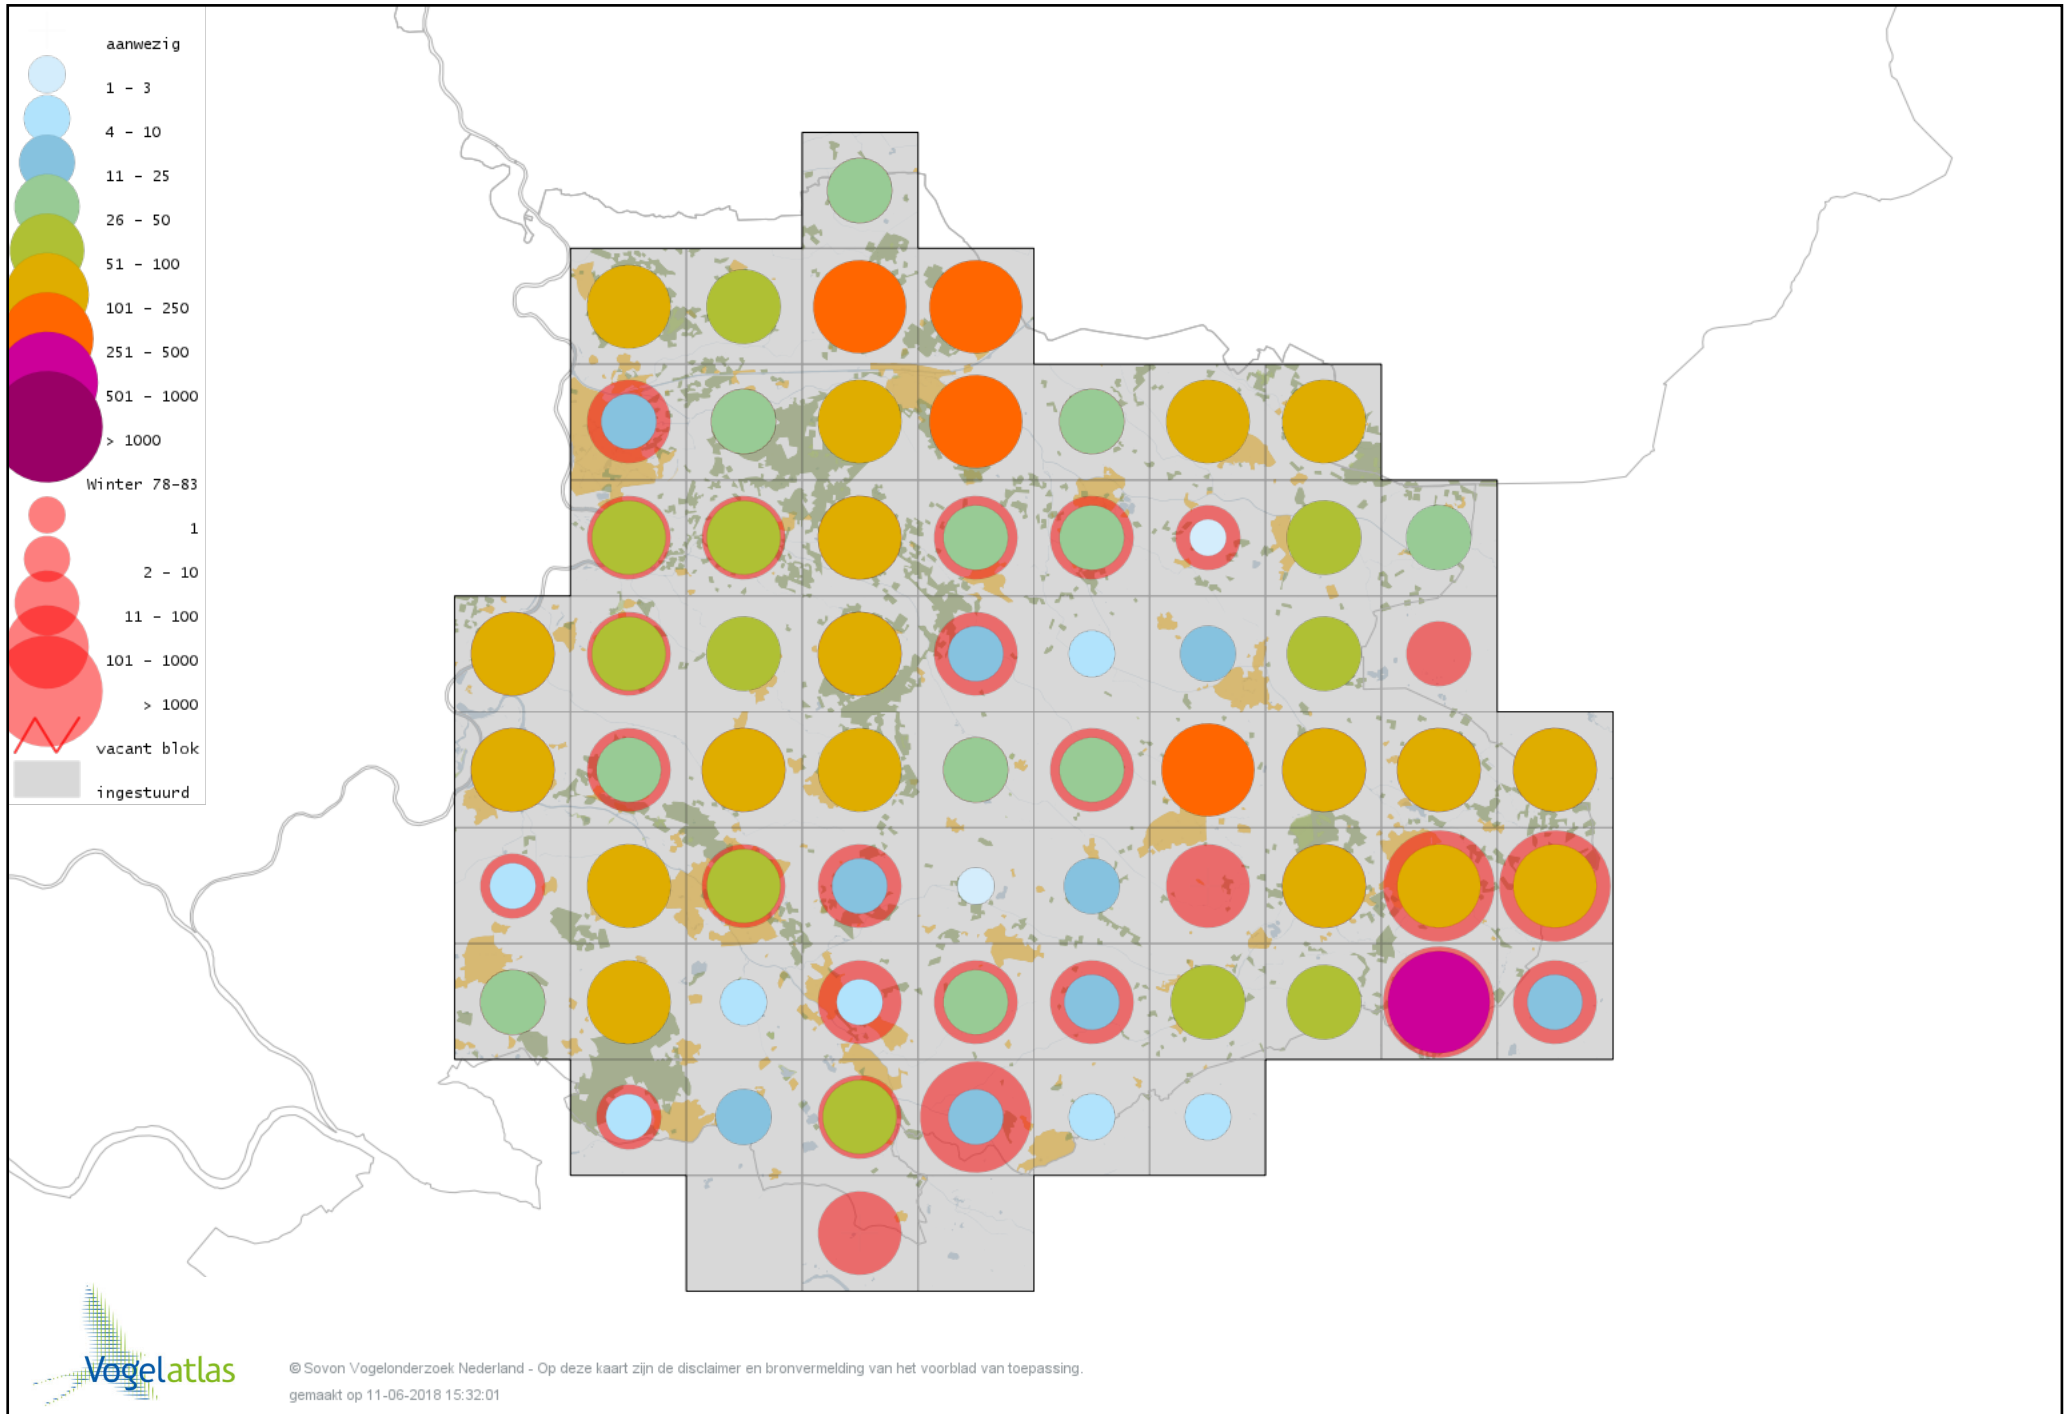 aanwezig
1 - 3
4 - 10
11 - 25
26 - 50
51 - 100
101 - 250
251 - 500
501 - 1000
> 1000
Winter 78-83
1
2 - 10
11 - 100
101 - 1000
> 1000
vacant blok
ingestuurd
Vogelatlas
© Sovon Vogelonderzoek Nederland - Op deze kaart zijn de disclaimer en bronvermelding van het voorblad van toepassing.
gemaakt op 11-06-2018 15:32:01